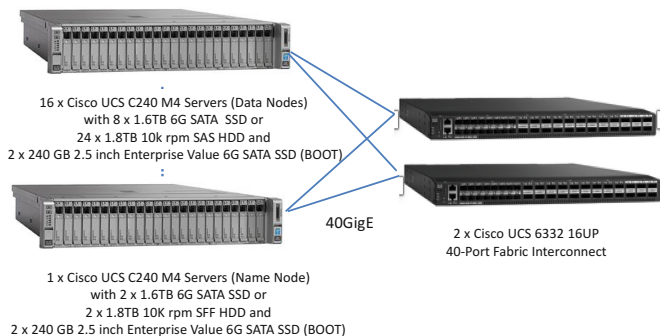 16 x Cisco UCS C240 M4 Servers (Data Nodes)
with 8 x 1.6TB 6G SATA  SSD or
24 x 1.8TB 10k rpm SAS HDD and
2 x 240 GB 2.5 inch Enterprise Value 6G SATA SSD (BOOT)
40GigE
2 x Cisco UCS 6332 16UP
40-Port Fabric Interconnect
1 x Cisco UCS C240 M4 Servers (Name Node)
with 2 x 1.6TB 6G SATA SSD or
2 x 1.8TB 10K rpm SFF HDD and
2 x 240 GB 2.5 inch Enterprise Value 6G SATA SSD (BOOT)